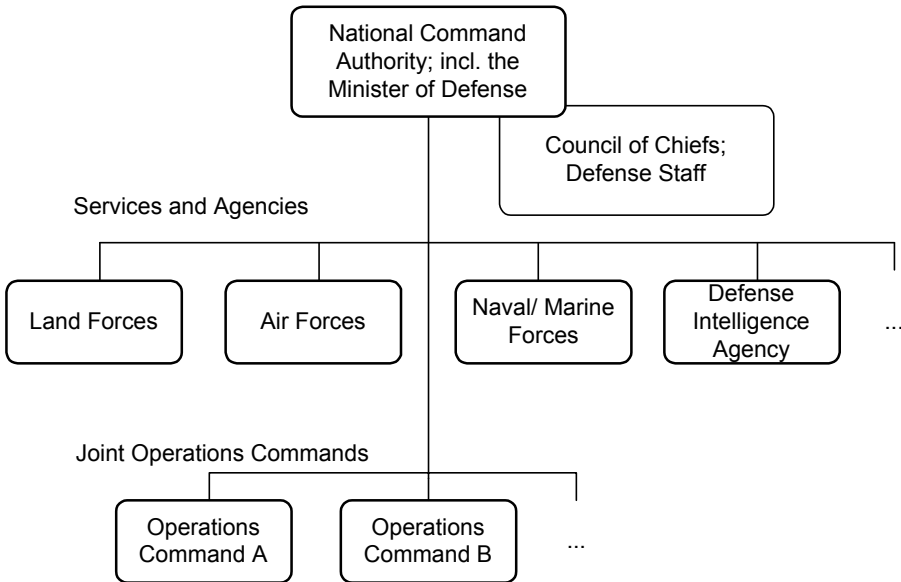 National Command
Authority; incl. the
Minister of Defense
Council of Chiefs;
Defense Staff
Services and Agencies
Land Forces
Air Forces
Naval/ Marine
Forces
Defense
Intelligence
Agency
...
Joint Operations Commands
Operations
Command A
Operations
Command B
...